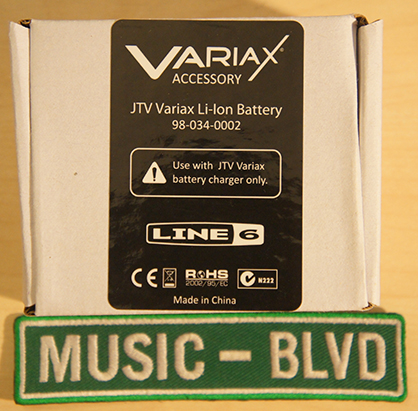 VARIAX®
ACCESSORY
JTV Variax Li-Ion Battery
98-034-0002
Use with JTV Variax
battery charger only.
LINE 6
CE RoHS
2002/95/EC
N222
Made in China
MUSIC - BLVD